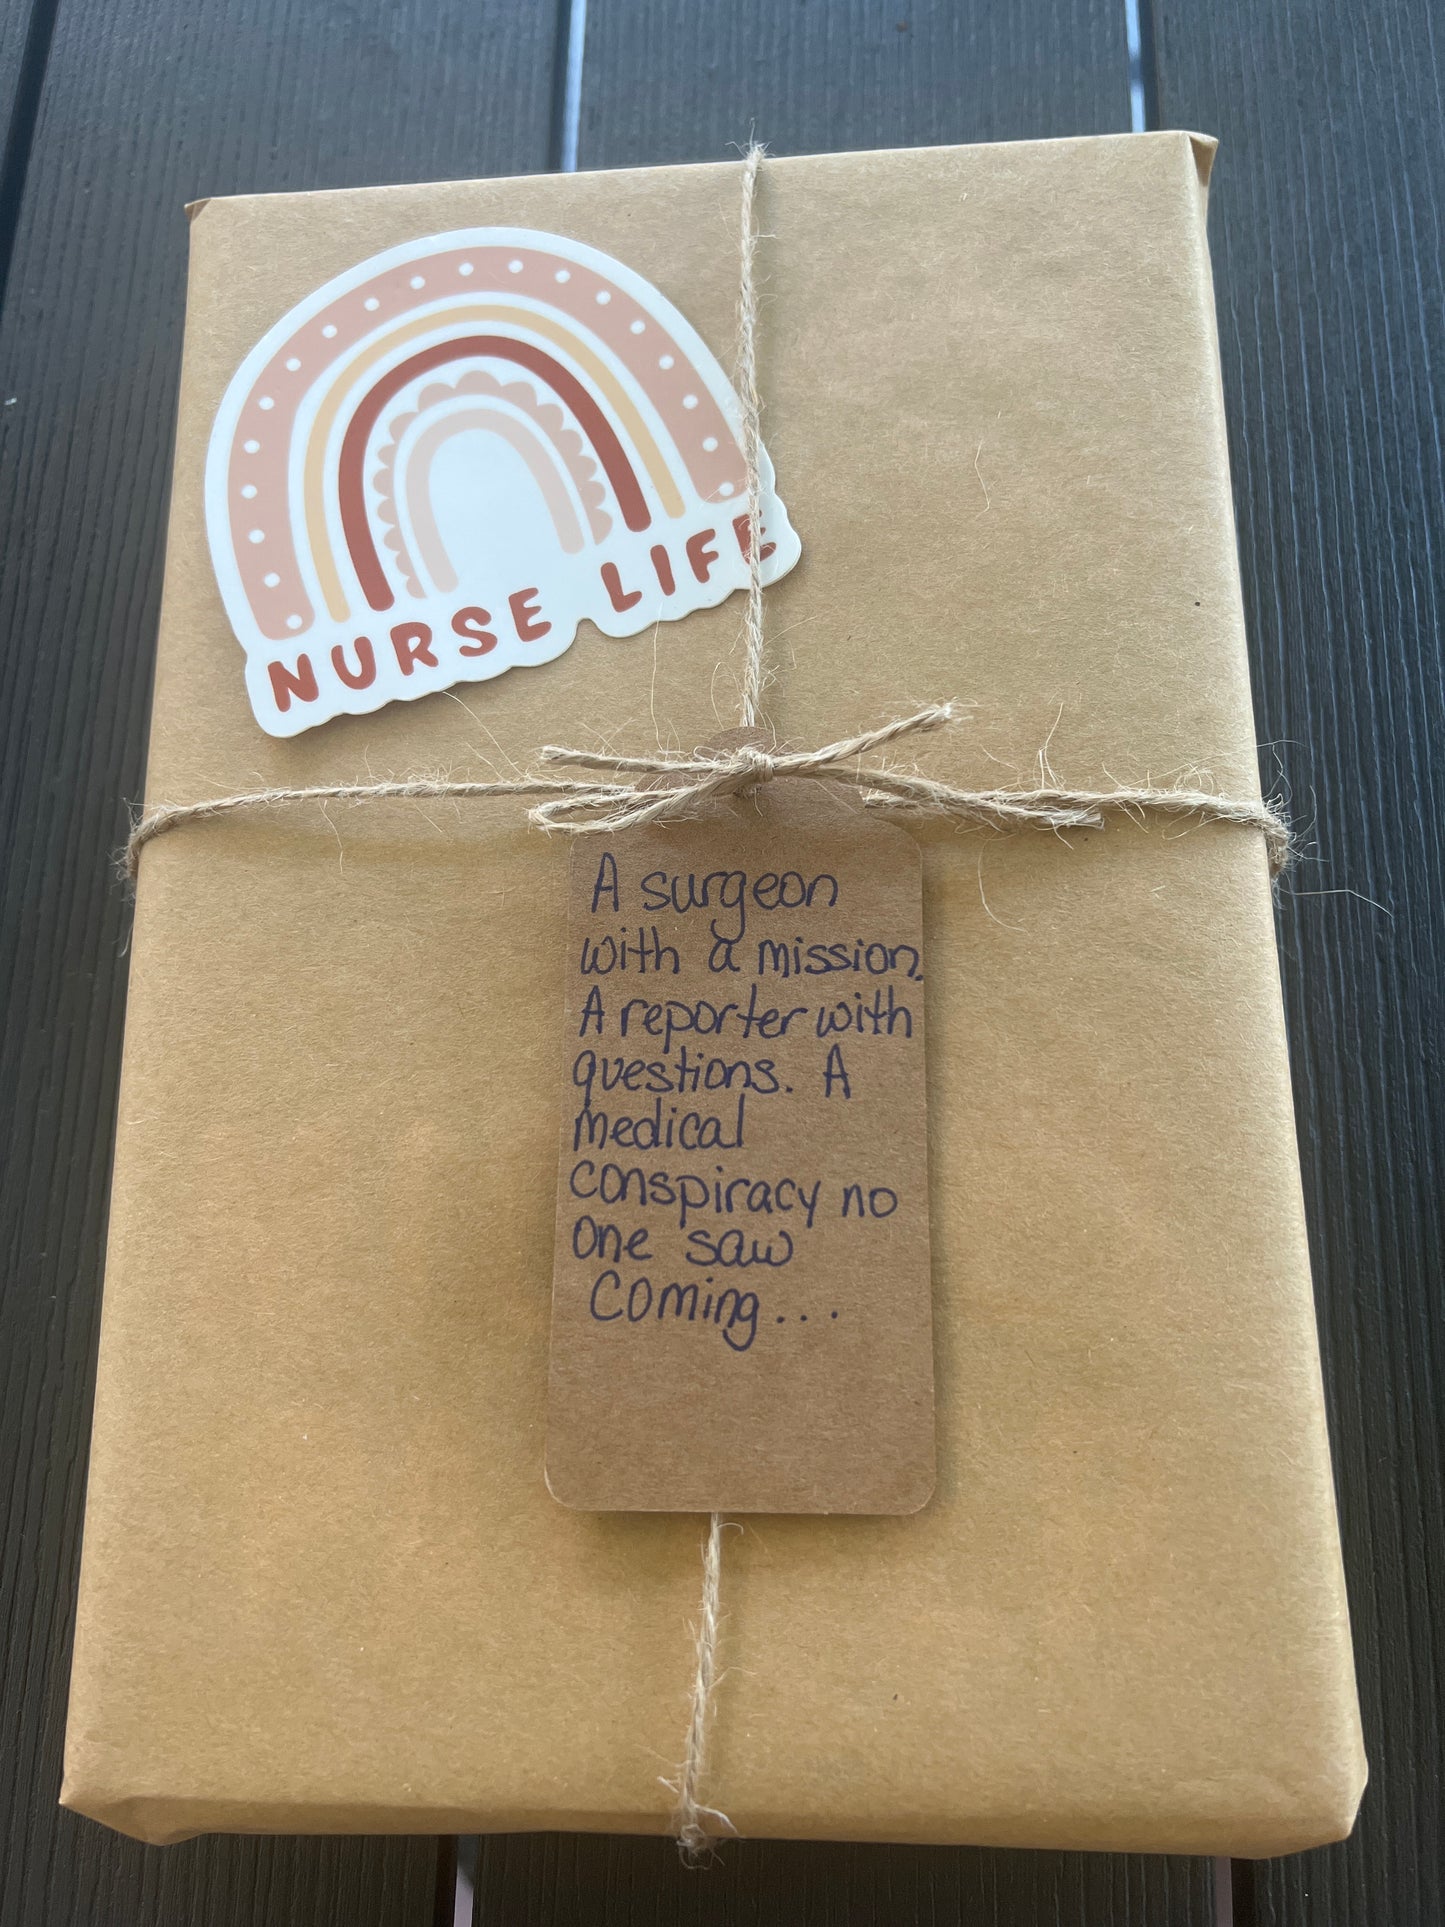 NURSE LIFE
A surgeon
with a mission.
A reporter with
questions. A
medical
conspiracy no
one saw
Coming...